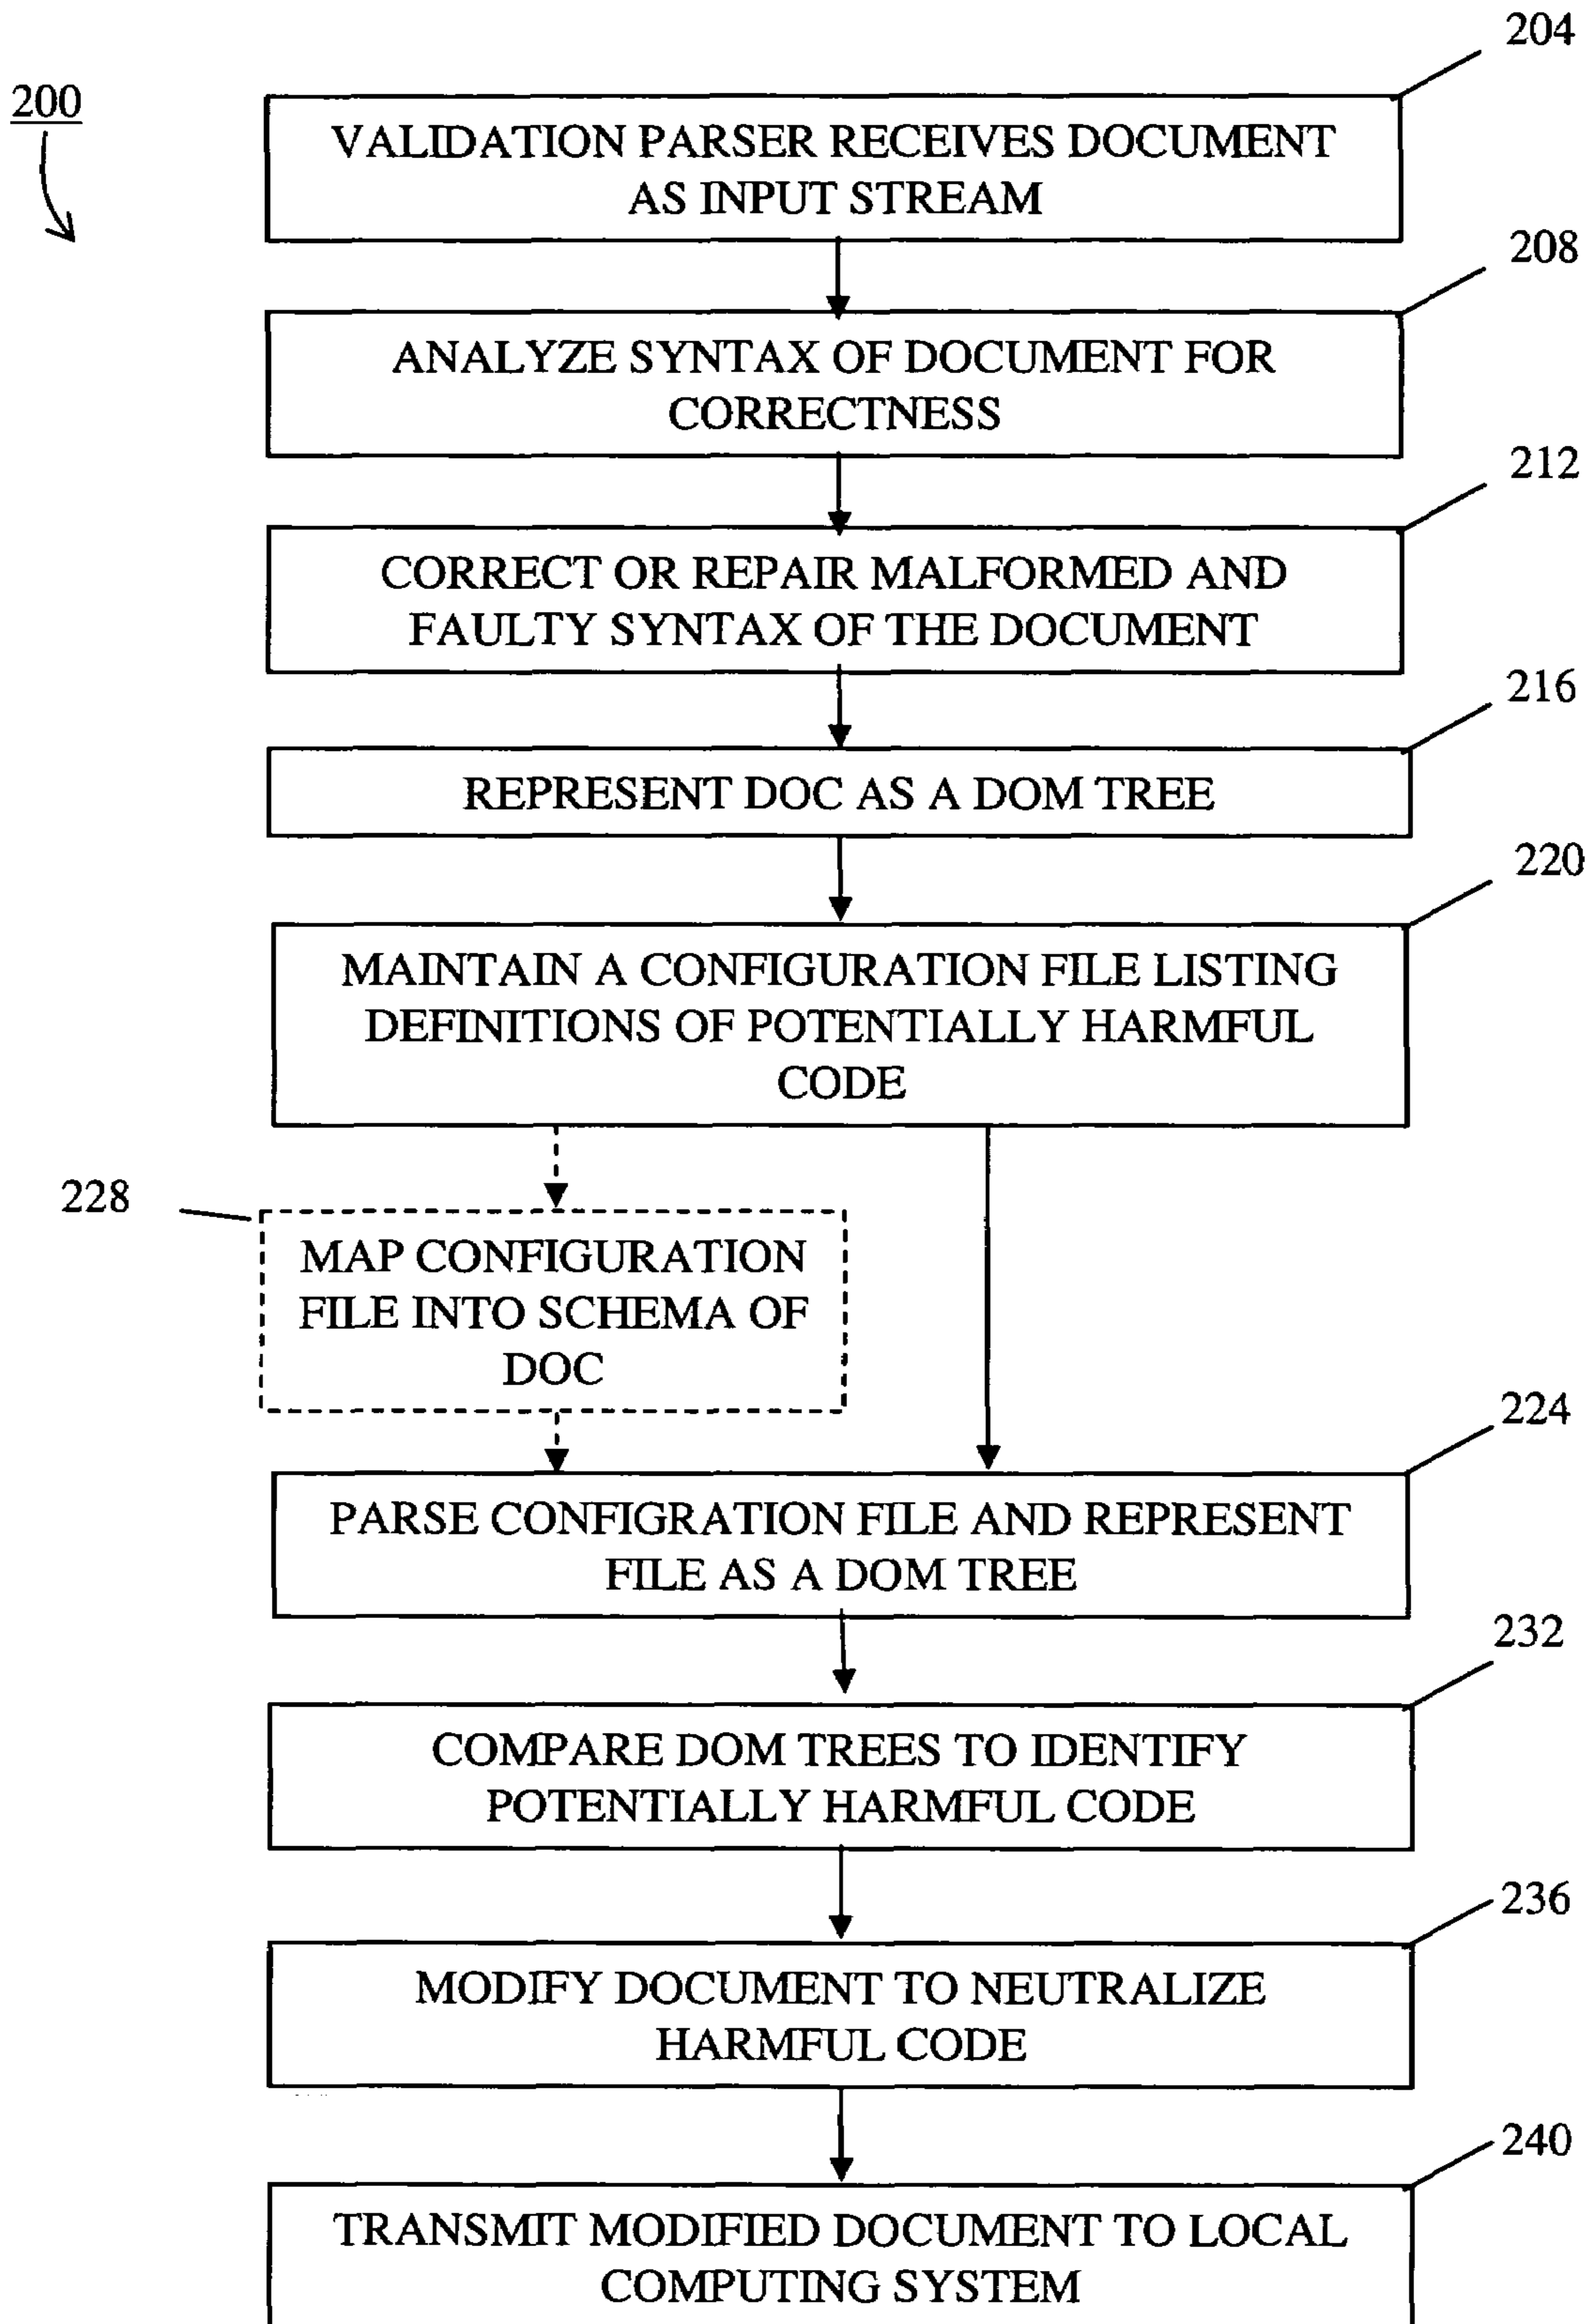 204
200
VALIDATION PARSER RECEIVES DOCUMENT
AS INPUT STREAM
208
ANALYZE SYNTAX OF DOCUMENT FOR
CORRECTNESS
212
CORRECT OR REPAIR MALFORMED AND
FAULTY SYNTAX OF THE DOCUMENT
216
REPRESENT DOC AS A DOM TREE
220
MAINTAIN A CONFIGURATION FILE LISTING
DEFINITIONS OF POTENTIALLY HARMFUL
CODE
228
MAP CONFIGURATION
FILE INTO SCHEMA OF
DOC
224
PARSE CONFIGRATION FILE AND REPRESENT
FILE AS A DOM TREE
232
COMPARE DOM TREES TO IDENTIFY
POTENTIALLY HARMFUL CODE
236
MODIFY DOCUMENT TO NEUTRALIZE
HARMFUL CODE
240
TRANSMIT MODIFIED DOCUMENT TO LOCAL
COMPUTING SYSTEM